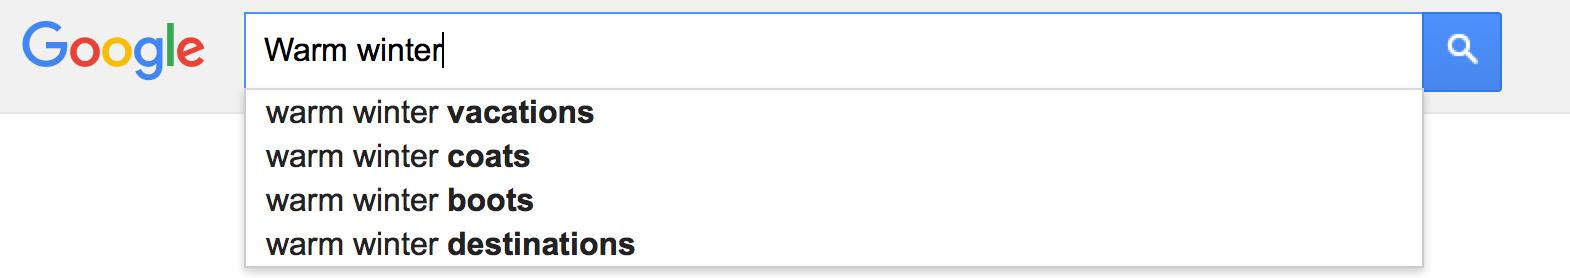 Google
Warm winter
warm winter vacations
warm winter coats
warm winter boots
warm winter destinations